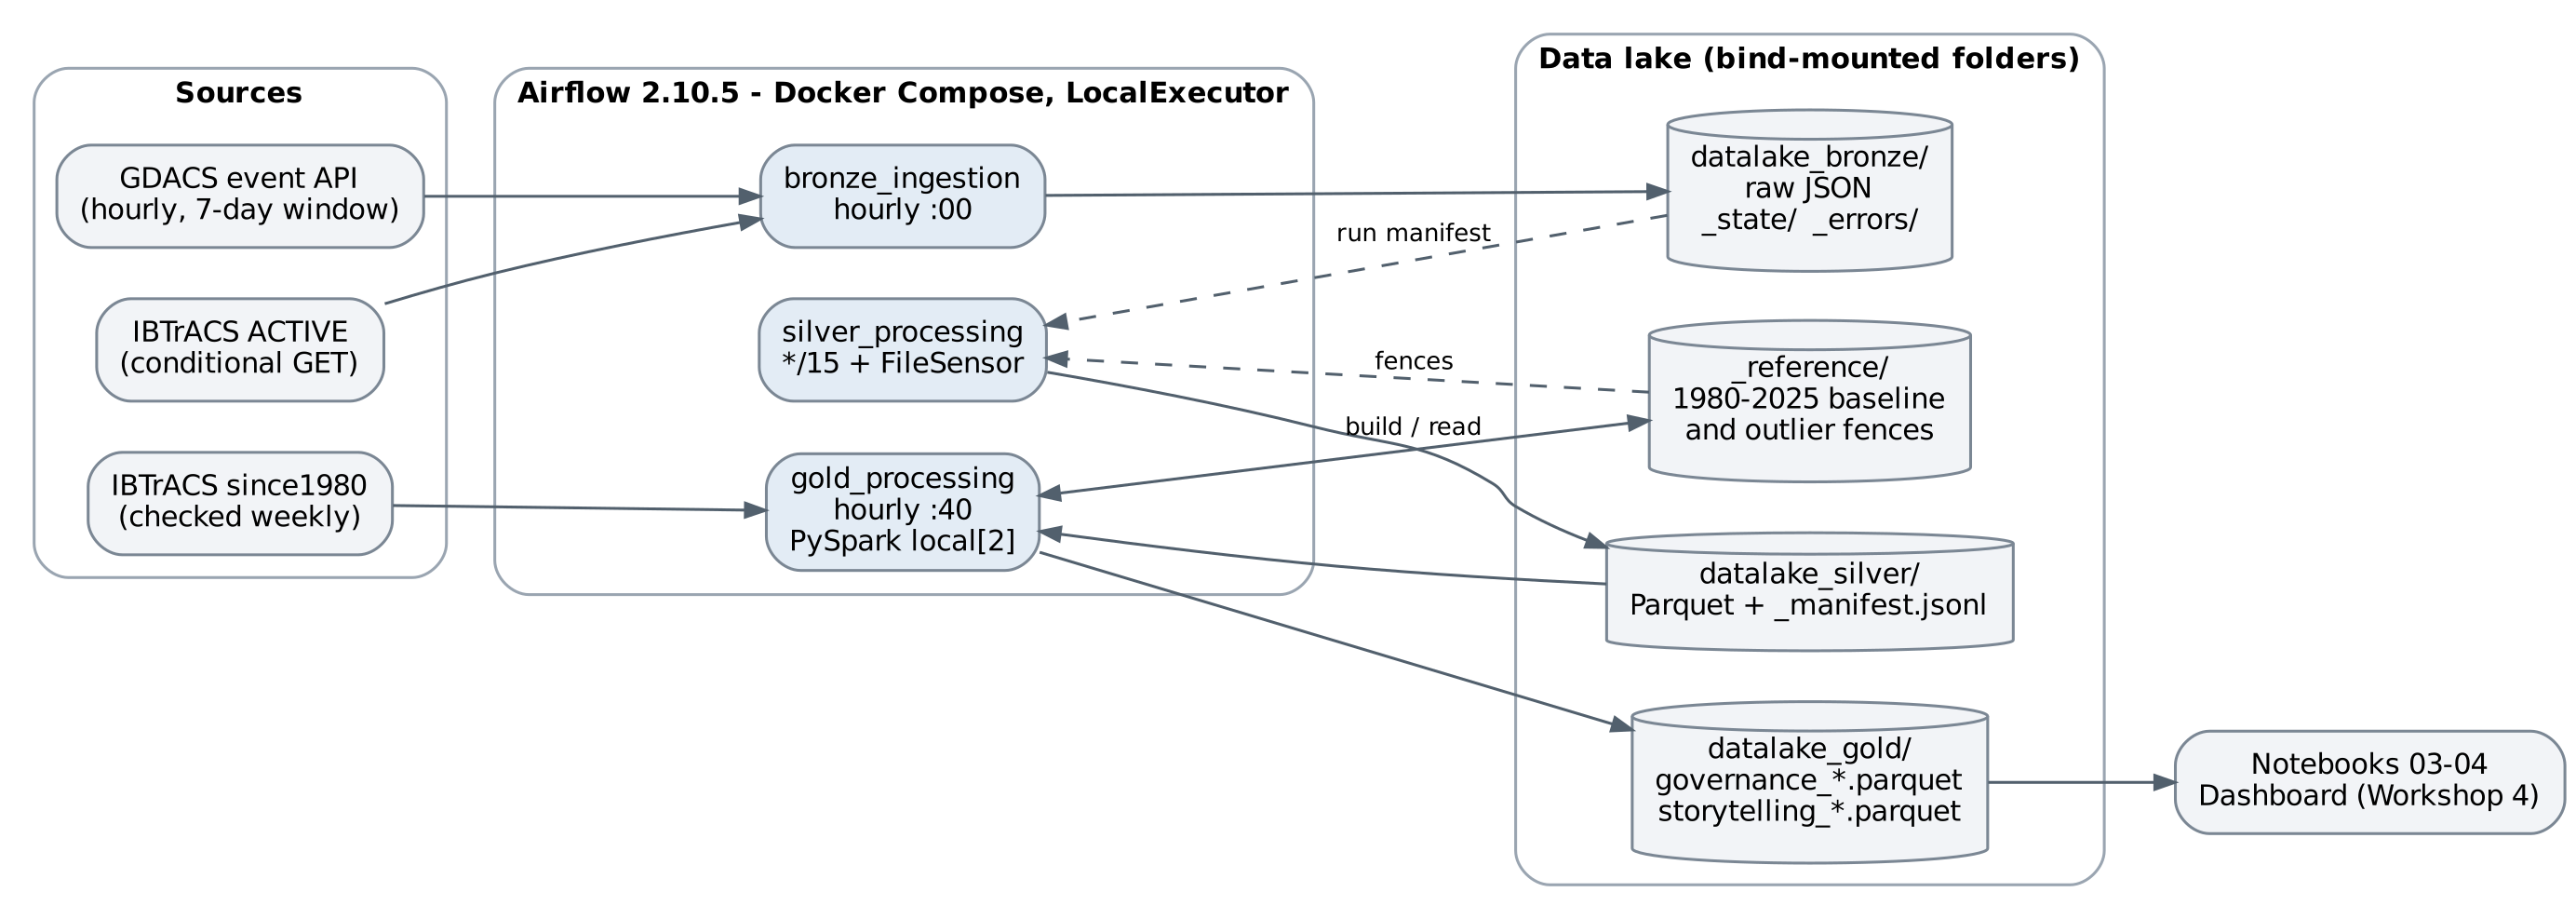 Sources
GDACS event API
(hourly, 7-day window)
IBTrACS ACTIVE
(conditional GET)
IBTrACS since1980
(checked weekly)
Airflow 2.10.5 - Docker Compose, LocalExecutor
bronze_ingestion
hourly :00
silver_processing
*/15 + FileSensor
gold_processing
hourly :40
PySpark local[2]
run manifest
fences
build / read
Data lake (bind-mounted folders)
datalake_bronze/
raw JSON
_state/ _errors/
_reference/
1980-2025 baseline
and outlier fences
datalake_silver/
Parquet + _manifest.jsonl
datalake_gold/
governance_*.parquet
storytelling_*.parquet
Notebooks 03-04
Dashboard (Workshop 4)